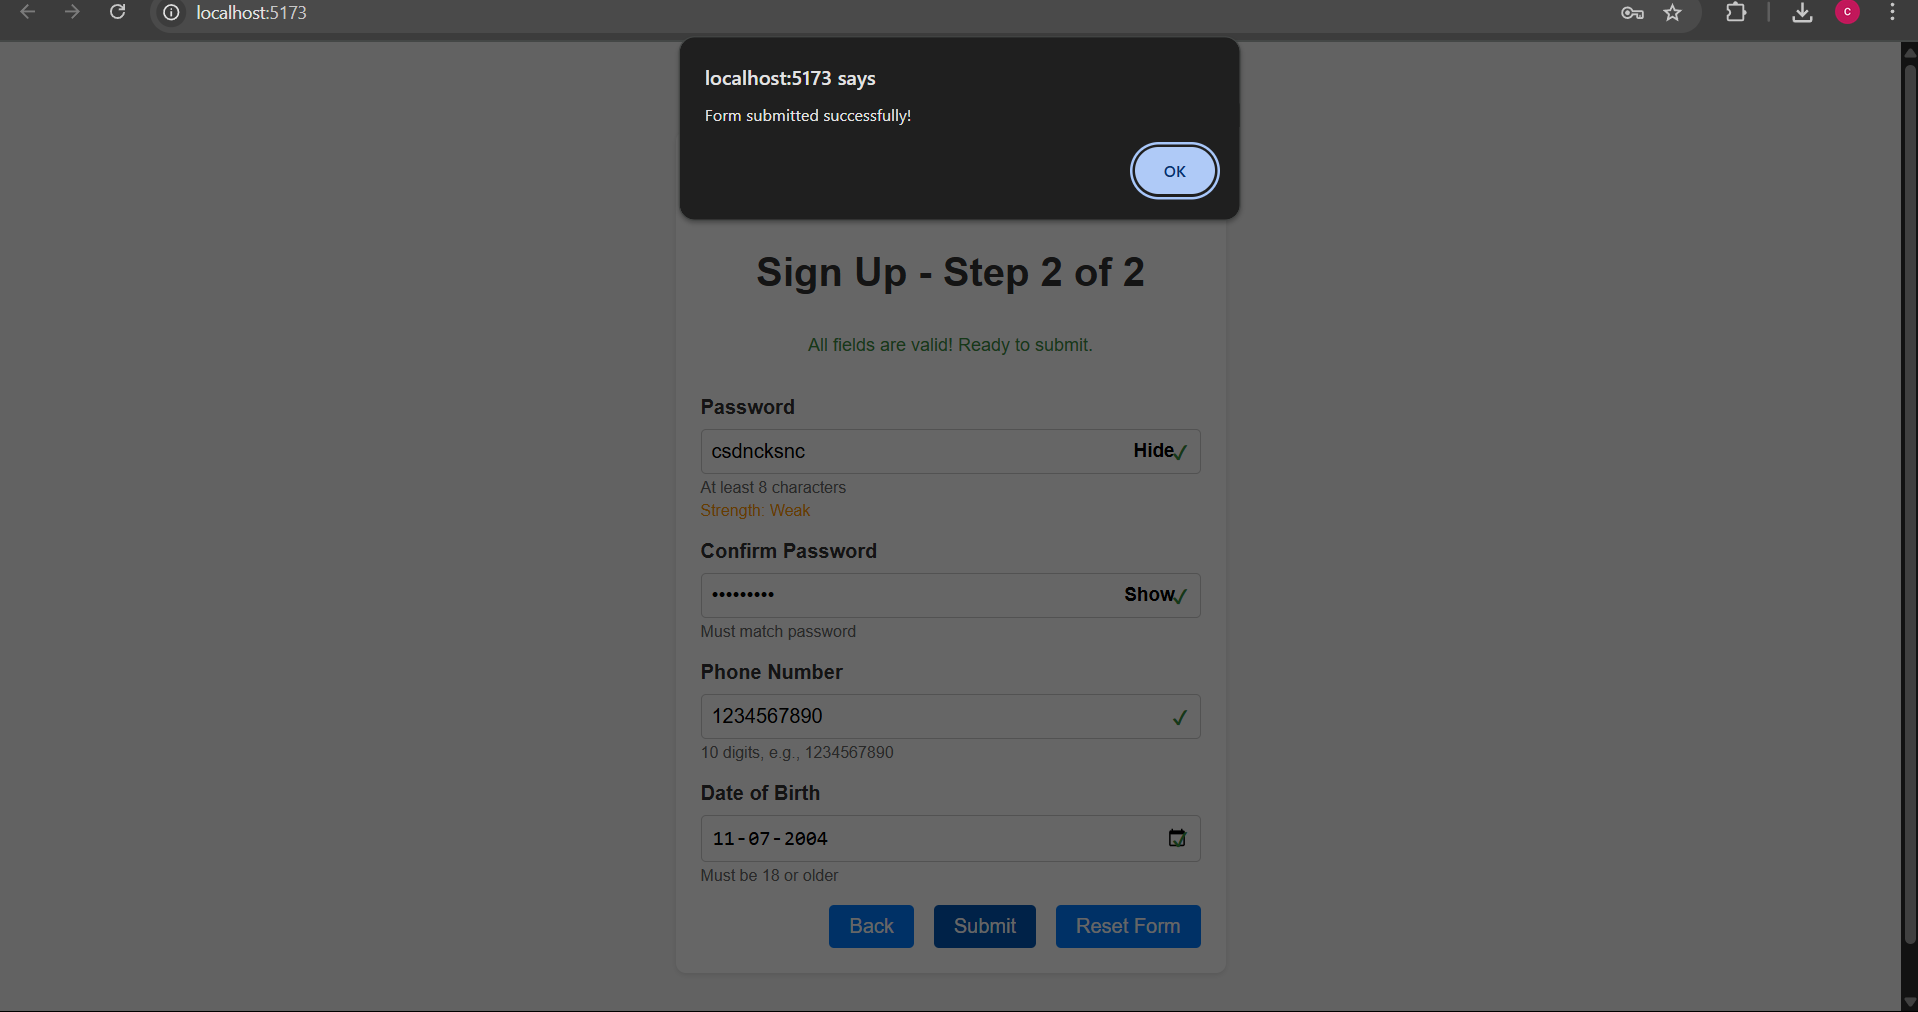 localhost:5173
C
localhost:5173 says
Form submitted successfully!
OK
Sign Up - Step 2 of 2
All fields are valid! Ready to submit.
Password
csdncksnc Hide✓
At least 8 characters
Strength: Weak
Confirm Password
••••••••• Show✓
Must match password
Phone Number
1234567890 ✓
10 digits, e.g., 1234567890
Date of Birth
11-07-2004
Must be 18 or older
Back Submit Reset Form